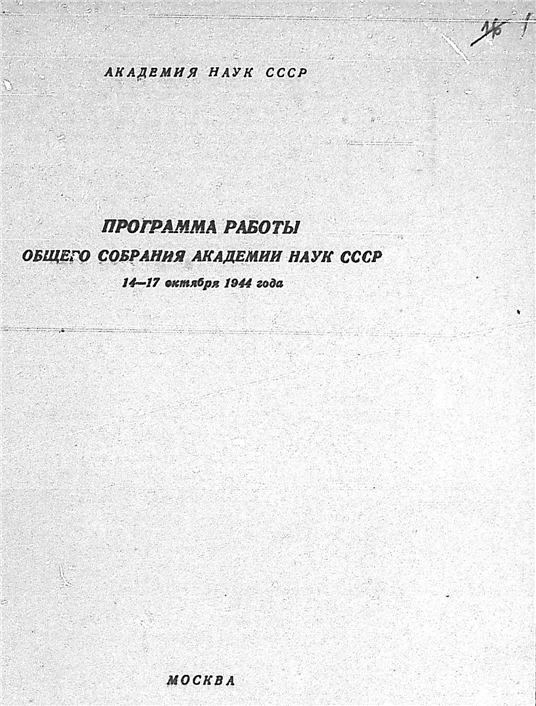 АКАДЕМИЯ НАУК СССР
ПРОГРАММА РАБОТЫ
ОБЩЕГО СОБРАНИЯ АКАДЕМИИ НАУК СССР
14—17 октября 1944 года
МОСКВА